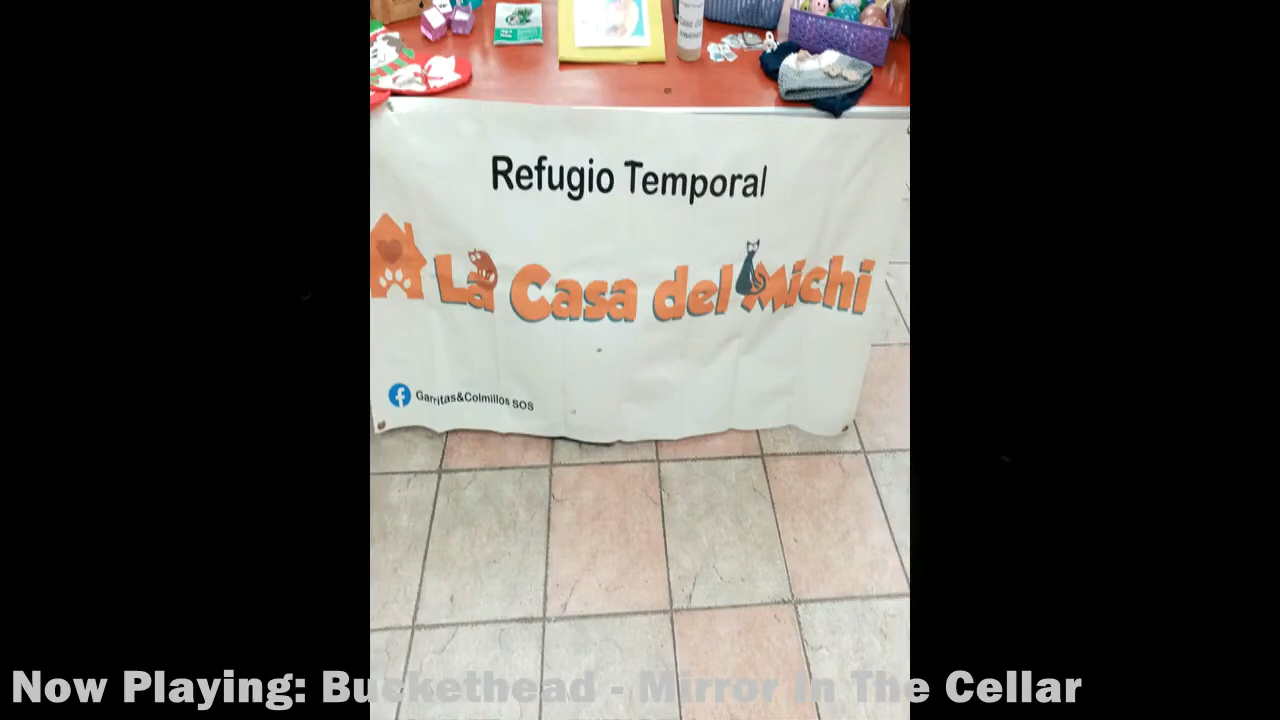 Refugio Temporal
La Casa del Michi
Garritas&Colmillos SOS
Now Playing: Buckethead - Mirror In The Cellar